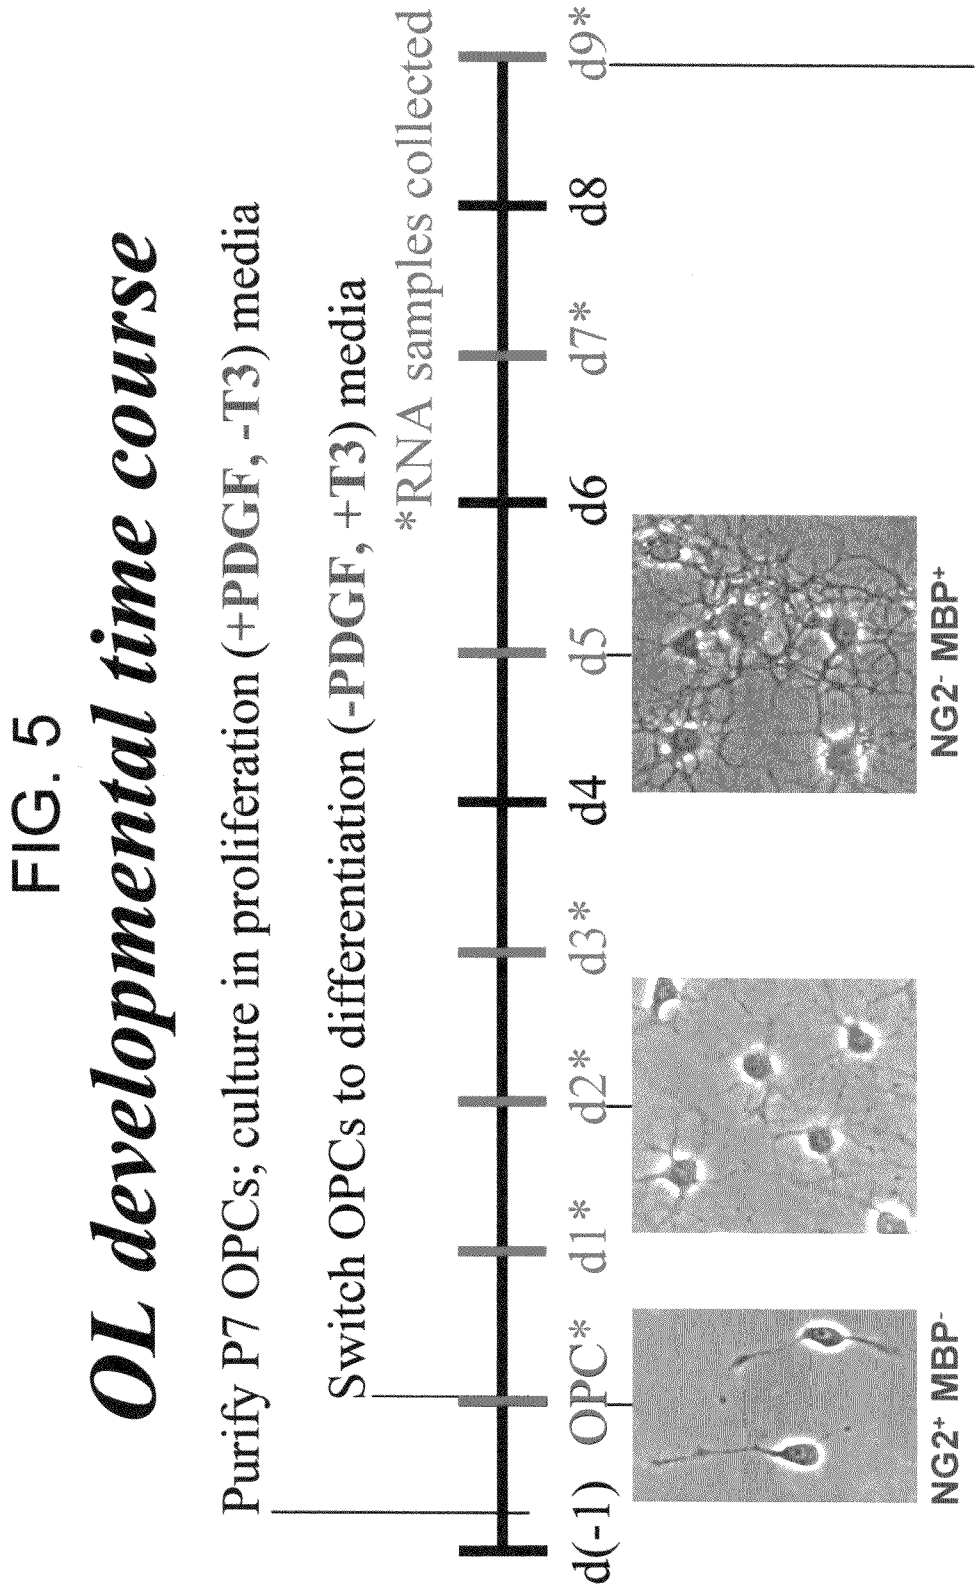 FIG. 5
OL developmental time course
Purify P7 OPCs; culture in proliferation (+PDGF, -T3) media
Switch OPCs to differentiation (-PDGF, +T3) media
*RNA samples collected
d(-1) OPC* d1* d2* d3* d4 d5 d6 d7* d8 d9*
NG2+ MBP- NG2- MBP+